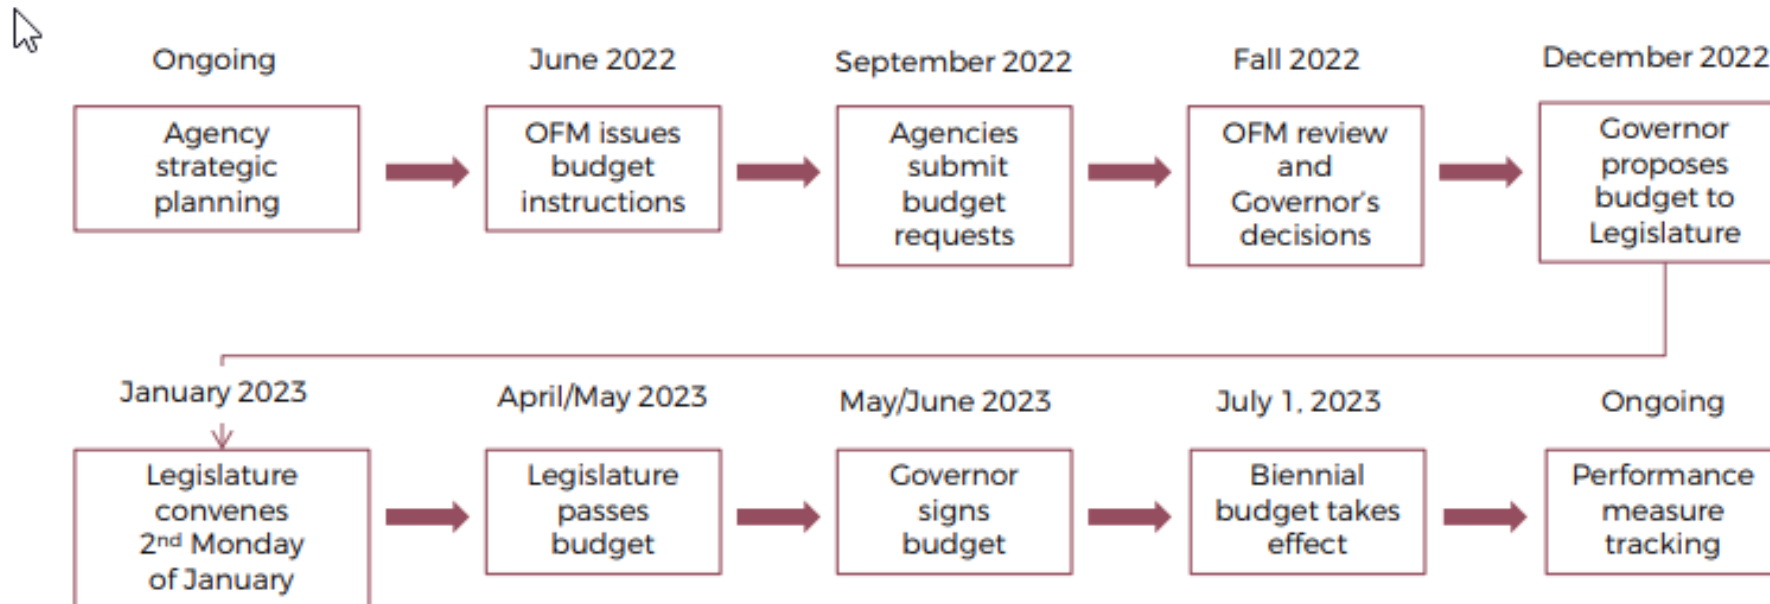 Ongoing
Agency
strategic
planning
June 2022
OFM issues
budget
instructions
September 2022
Agencies
submit
budget
requests
Fall 2022
OFM review
and
Governor's
decisions
December 2022
Governor
proposes
budget to
Legislature
January 2023
Legislature
convenes
2nd Monday
of January
April/May 2023
Legislature
passes
budget
May/June 2023
Governor
signs
budget
July 1, 2023
Biennial
budget takes
effect
Ongoing
Performance
measure
tracking